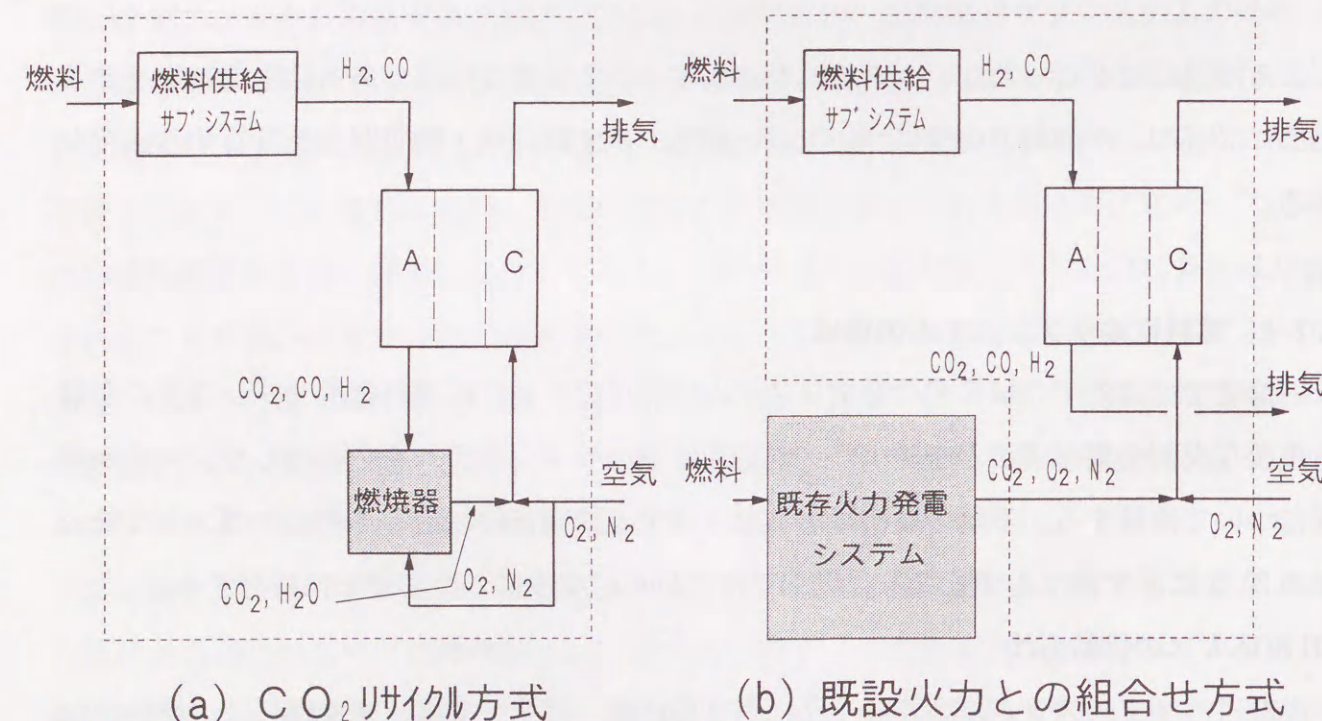 燃料
燃料供給
サブシステム
H2, CO
排気
A
C
CO2, CO, H2
燃焼器
空気
O2, N2
O2, N2
CO2, H2O
(a) CO2 リサイクル方式
燃料
燃料供給
サブシステム
H2, CO
排気
A
C
CO2, CO, H2
排気
燃料
既存火力発電
システム
CO2, O2, N2
空気
O2, N2
(b) 既設火力との組合せ方式